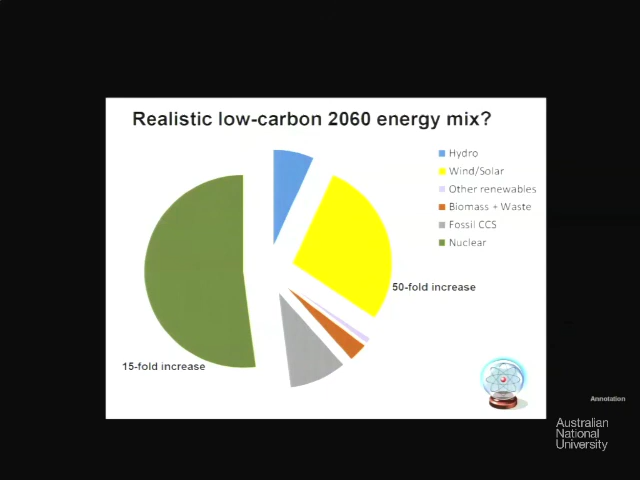 Realistic low-carbon 2060 energy mix?
Hydro
Wind/Solar
Other renewables
Biomass + Waste
Fossil CCS
Nuclear
50-fold increase
15-fold increase
Annotation
Australian
National
University